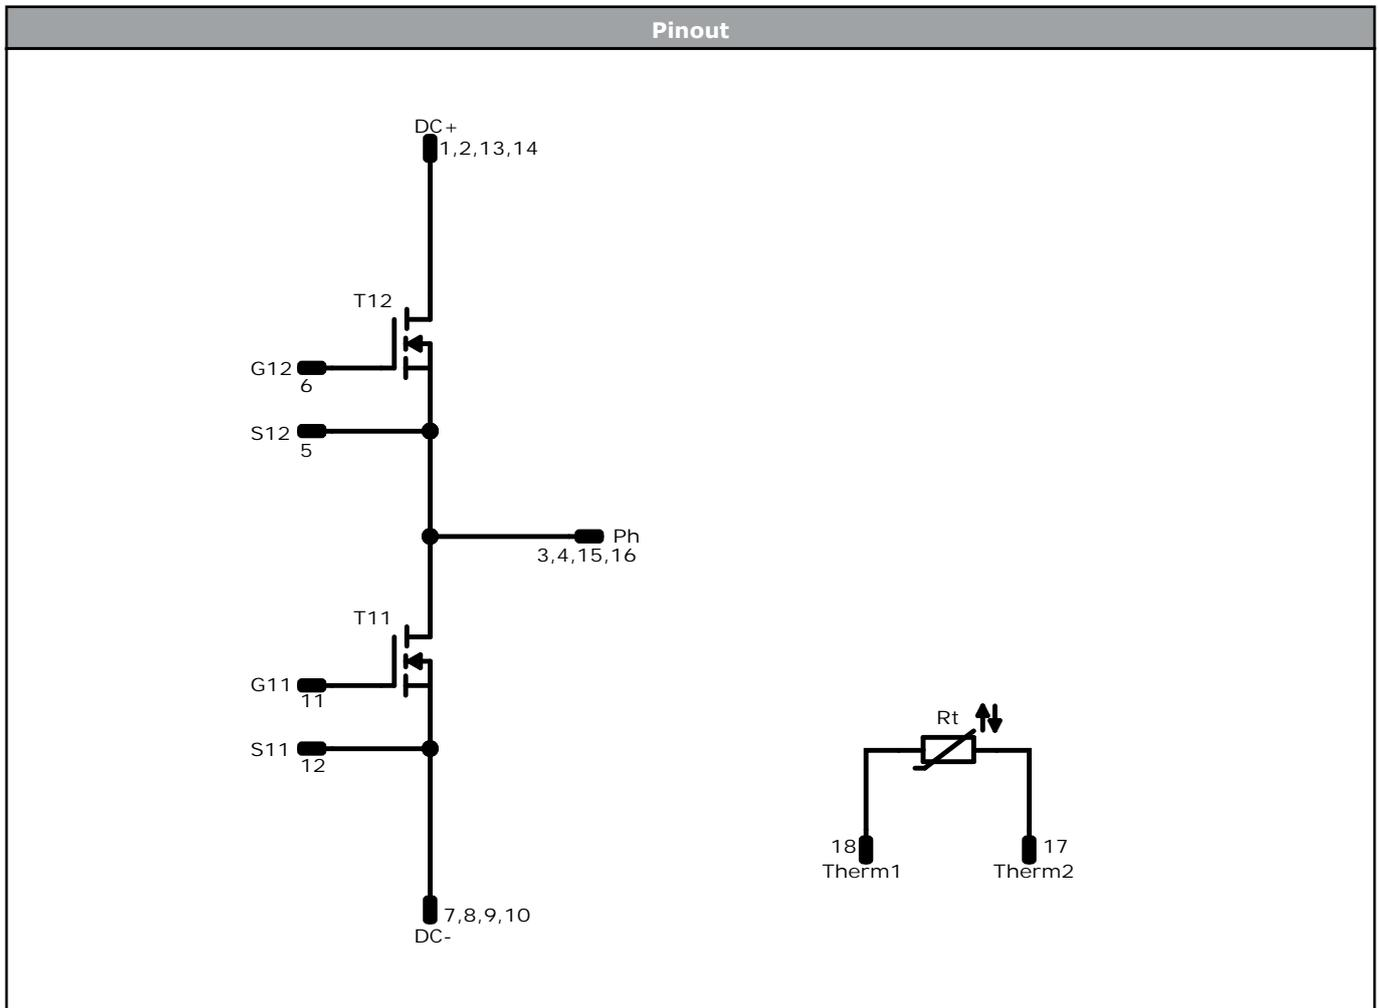 Pinout
DC+
1,2,13,14
T12
G12
6
S12
5
Ph
3,4,15,16
T11
G11
11
S11
12
Rt
18
17
Therm1
Therm2
7,8,9,10
DC-